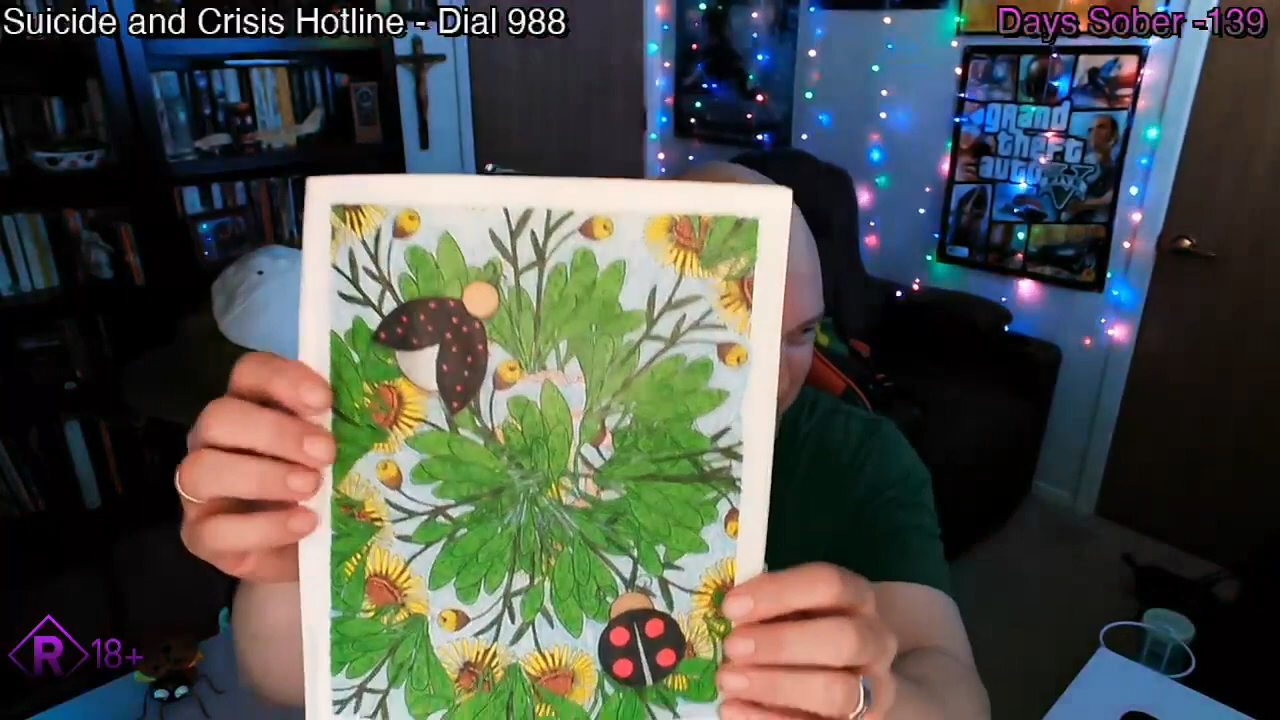 Suicide and Crisis Hotline - Dial 988
Days Sober -139
grand
theft
auto V
R 18+